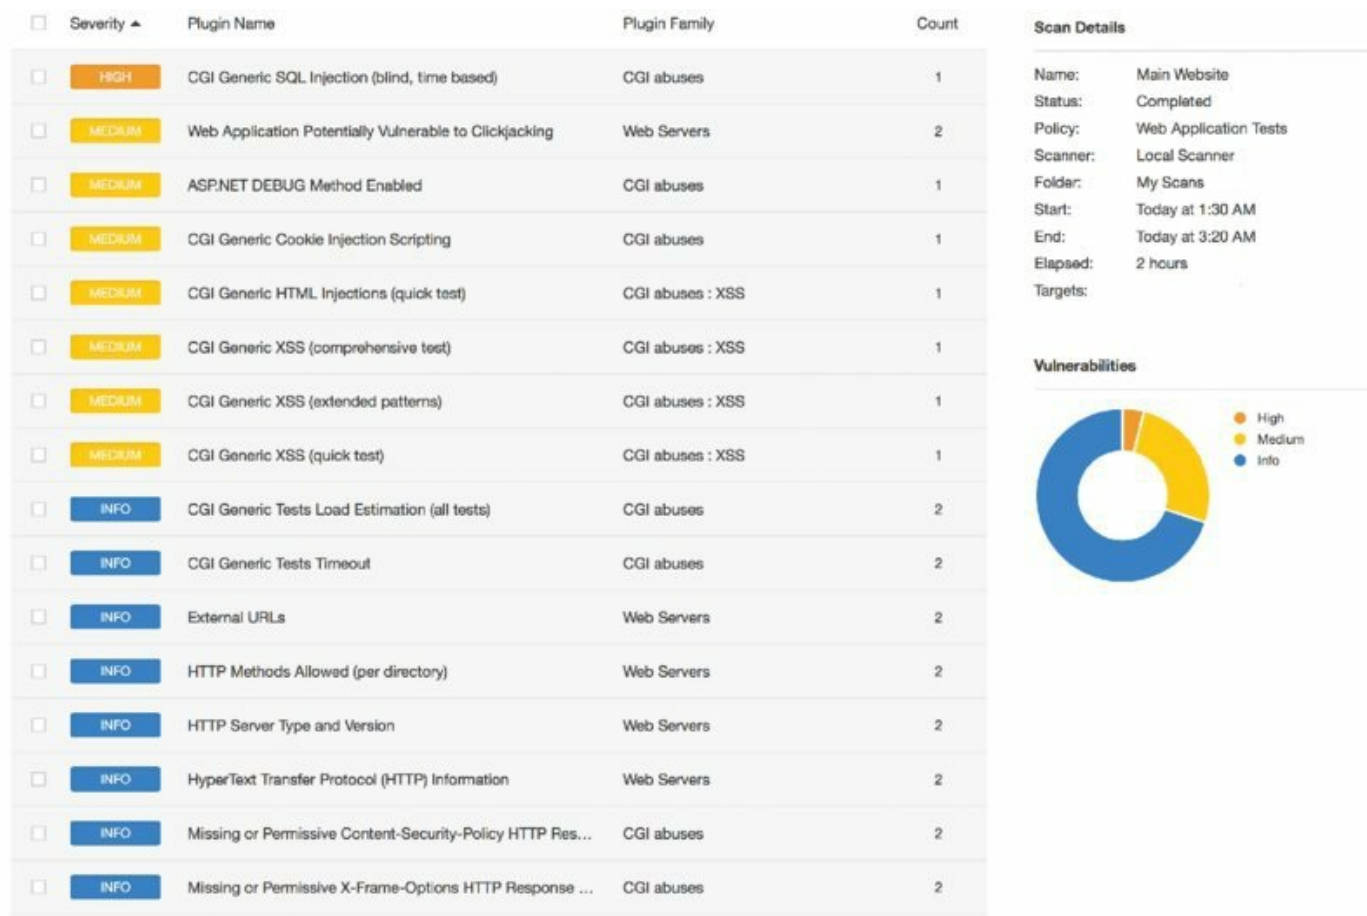 Severity Plugin Name Plugin Family Count
HIGH CGI Generic SQL Injection (blind, time based) CGI abuses 1
MEDIUM Web Application Potentially Vulnerable to Clickjacking Web Servers 2
MEDIUM ASP.NET DEBUG Method Enabled CGI abuses 1
MEDIUM CGI Generic Cookie Injection Scripting CGI abuses 1
MEDIUM CGI Generic HTML Injections (quick test) CGI abuses : XSS 1
MEDIUM CGI Generic XSS (comprehensive test) CGI abuses : XSS 1
MEDIUM CGI Generic XSS (extended patterns) CGI abuses : XSS 1
MEDIUM CGI Generic XSS (quick test) CGI abuses : XSS 1
INFO CGI Generic Tests Load Estimation (all tests) CGI abuses 2
INFO CGI Generic Tests Timeout CGI abuses 2
INFO External URLs Web Servers 2
INFO HTTP Methods Allowed (per directory) Web Servers 2
INFO HTTP Server Type and Version Web Servers 2
INFO HyperText Transfer Protocol (HTTP) Information Web Servers 2
INFO Missing or Permissive Content-Security-Policy HTTP Res... CGI abuses 2
INFO Missing or Permissive X-Frame-Options HTTP Response ... CGI abuses 2
Scan Details
Name: Main Website
Status: Completed
Policy: Web Application Tests
Scanner: Local Scanner
Folder: My Scans
Start: Today at 1:30 AM
End: Today at 3:20 AM
Elapsed: 2 hours
Targets:
Vulnerabilities
High
Medium
Info